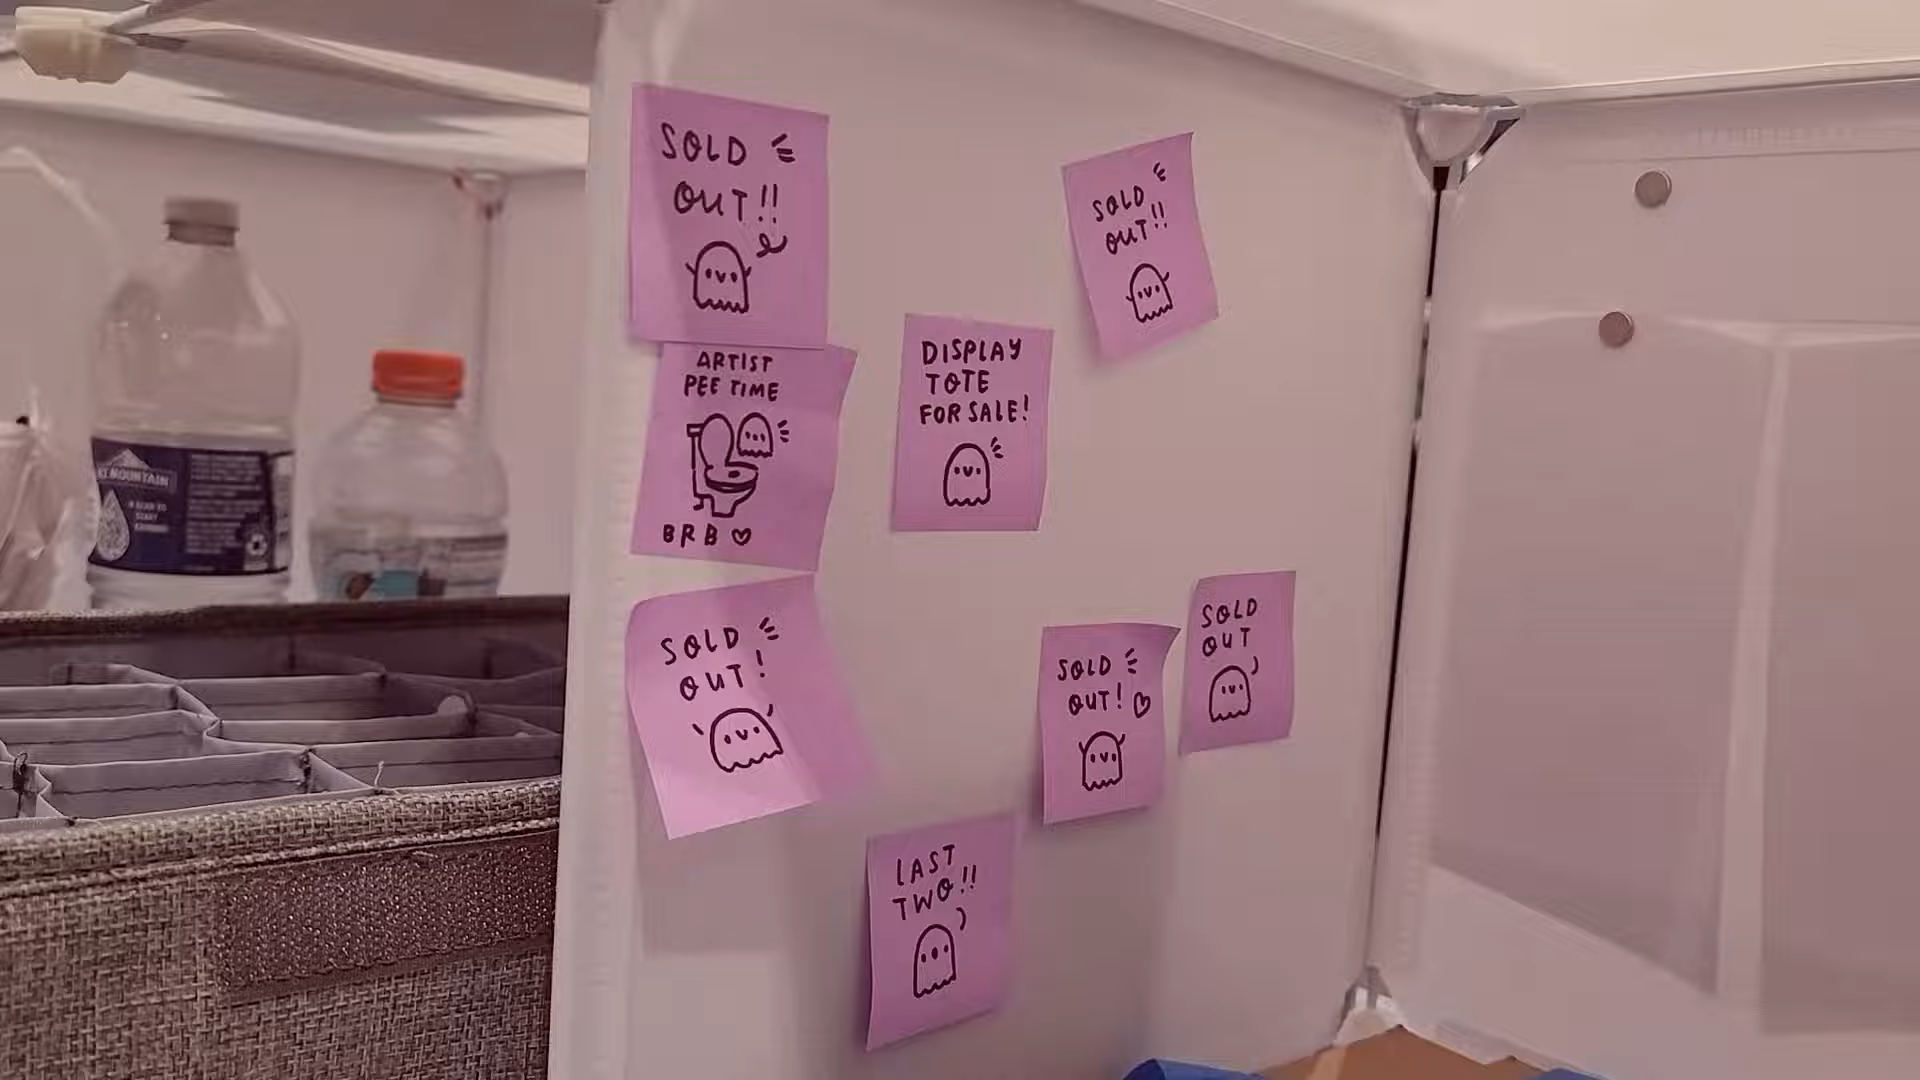 SOLD
OUT!!
SOLD
OUT!!
ARTIST
PEE TIME
BRB ♡
DISPLAY
TOTE
FOR SALE!
SOLD
OUT!
SOLD
OUT! ♡
SOLD
OUT
LAST
TWO!!
MOUNTAIN